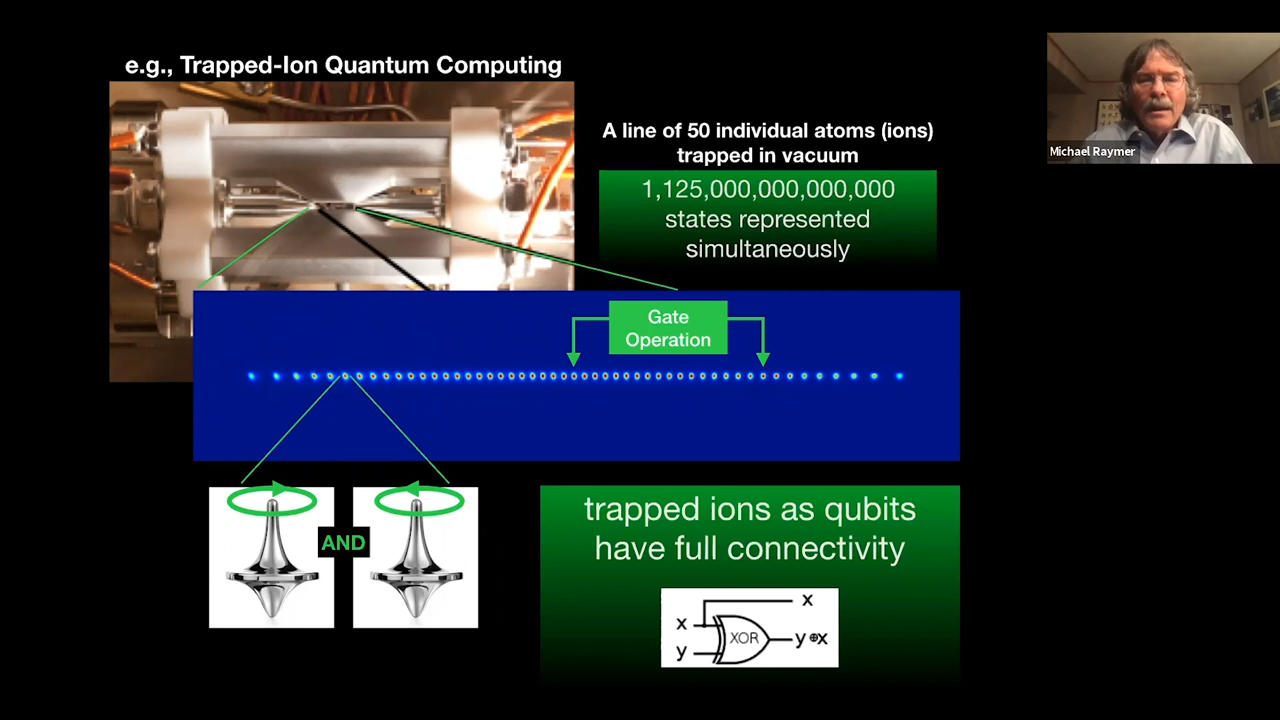 e.g., Trapped-Ion Quantum Computing
A line of 50 individual atoms (ions)
trapped in vacuum
1,125,000,000,000,000
states represented
simultaneously
Michael Raymer
Gate
Operation
AND
trapped ions as qubits
have full connectivity
x
x
XOR
y⊕x
y